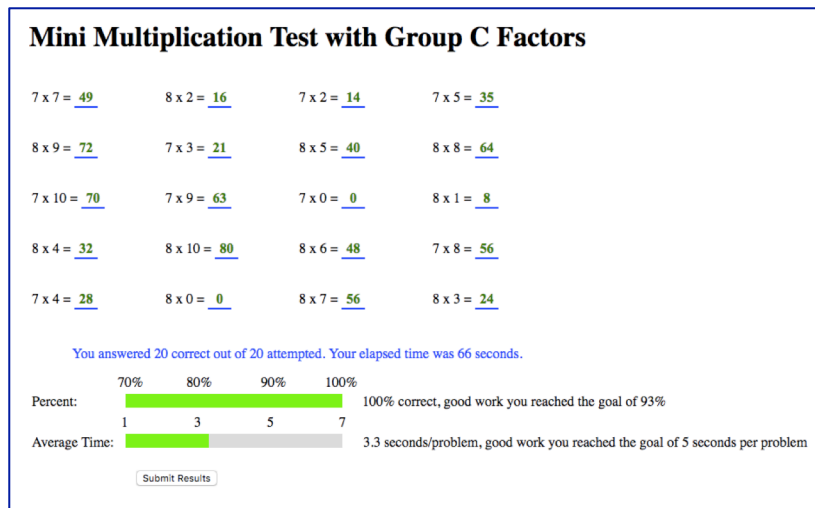 Mini Multiplication Test with Group C Factors
7 x 7 = 49 8 x 2 = 16 7 x 2 = 14 7 x 5 = 35
8 x 9 = 72 7 x 3 = 21 8 x 5 = 40 8 x 8 = 64
7 x 10 = 70 7 x 9 = 63 7 x 0 = 0 8 x 1 = 8
8 x 4 = 32 8 x 10 = 80 8 x 6 = 48 7 x 8 = 56
7 x 4 = 28 8 x 0 = 0 8 x 7 = 56 8 x 3 = 24
You answered 20 correct out of 20 attempted. Your elapsed time was 66 seconds.
70% 80% 90% 100%
Percent: 100% correct, good work you reached the goal of 93%
1 3 5 7
Average Time: 3.3 seconds/problem, good work you reached the goal of 5 seconds per problem
Submit Results